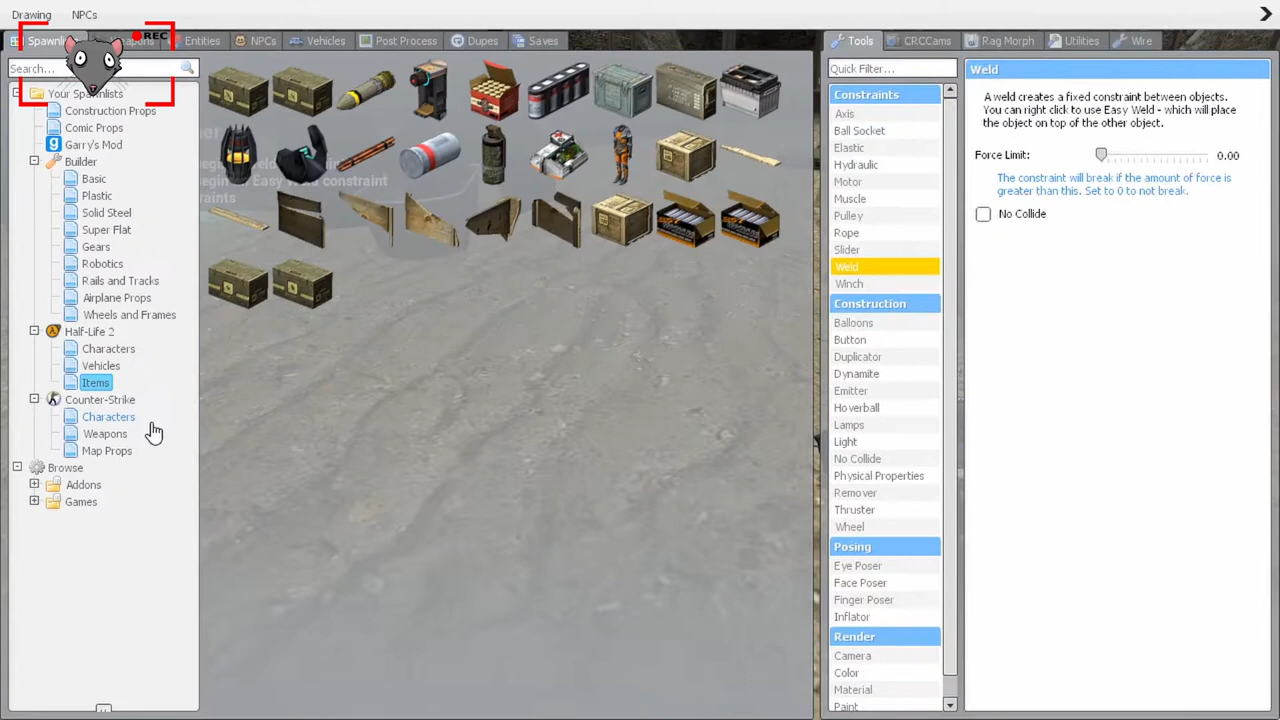 Drawing NPCs
REC
Spawnlists Weapons Entities NPCs Vehicles Post Process Dupes Saves
Search...
Your Spawnlists
Construction Props
Comic Props
Garry's Mod
Builder
Basic
Plastic
Solid Steel
Super Flat
Gears
Robotics
Rails and Tracks
Airplane Props
Wheels and Frames
Half-Life 2
Characters
Vehicles
Items
Counter-Strike
Characters
Weapons
Map Props
Browse
Addons
Games
Easy Weld constraint
Tools CRCCams Rag Morph Utilities Wire
Quick Filter...
Constraints
Axis
Ball Socket
Elastic
Hydraulic
Motor
Muscle
Pulley
Rope
Slider
Weld
Winch
Construction
Balloons
Button
Duplicator
Dynamite
Emitter
Hoverball
Lamps
Light
No Collide
Physical Properties
Remover
Thruster
Wheel
Posing
Eye Poser
Face Poser
Finger Poser
Inflator
Render
Camera
Color
Material
Paint
Weld
A weld creates a fixed constraint between objects.
You can right click to use Easy Weld - which will place
the object on top of the other object.
Force Limit: 0.00
The constraint will break if the amount of force is
greater than this. Set to 0 to not break.
No Collide